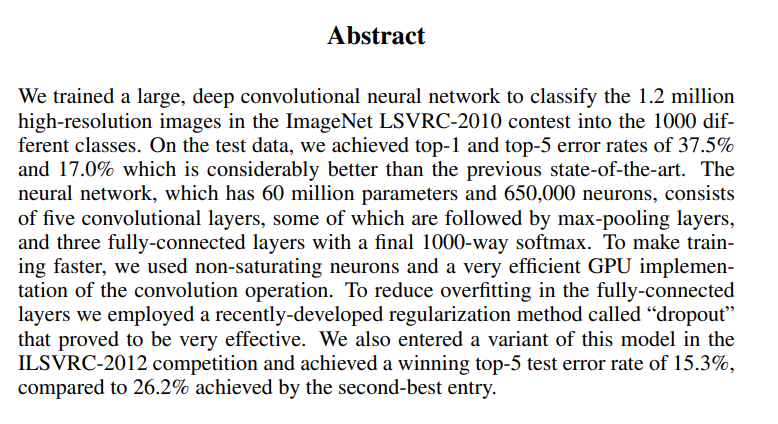 Abstract
We trained a large, deep convolutional neural network to classify the 1.2 million
high-resolution images in the ImageNet LSVRC-2010 contest into the 1000 dif-
ferent classes. On the test data, we achieved top-1 and top-5 error rates of 37.5%
and 17.0% which is considerably better than the previous state-of-the-art. The
neural network, which has 60 million parameters and 650,000 neurons, consists
of five convolutional layers, some of which are followed by max-pooling layers,
and three fully-connected layers with a final 1000-way softmax. To make train-
ing faster, we used non-saturating neurons and a very efficient GPU implemen-
tation of the convolution operation. To reduce overfitting in the fully-connected
layers we employed a recently-developed regularization method called “dropout”
that proved to be very effective. We also entered a variant of this model in the
ILSVRC-2012 competition and achieved a winning top-5 test error rate of 15.3%,
compared to 26.2% achieved by the second-best entry.